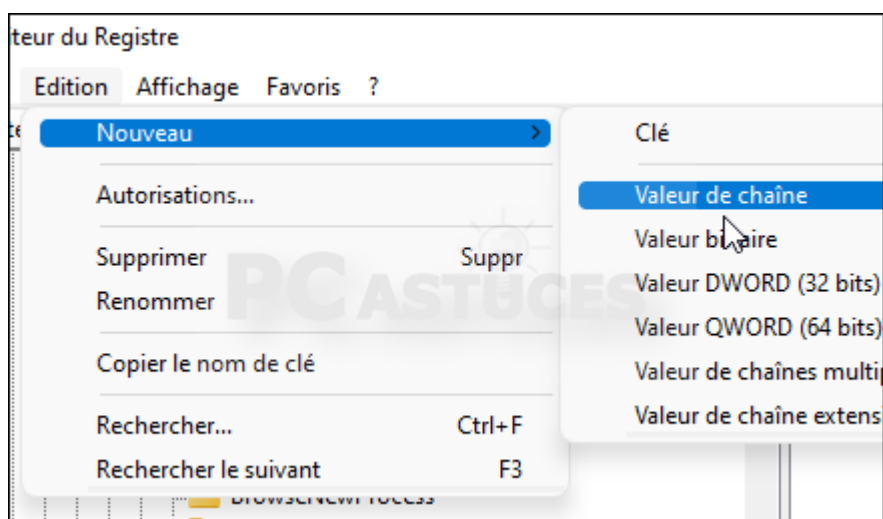 iteur du Registre
Edition Affichage Favoris ?
Nouveau
Autorisations...
Supprimer Suppr
Renommer
Copier le nom de clé
Rechercher... Ctrl+F
Rechercher le suivant F3
Clé
Valeur de chaîne
Valeur binaire
Valeur DWORD (32 bits)
Valeur QWORD (64 bits)
Valeur de chaînes multip
Valeur de chaîne extens
PC ASTUCES
BrowseNewProcess